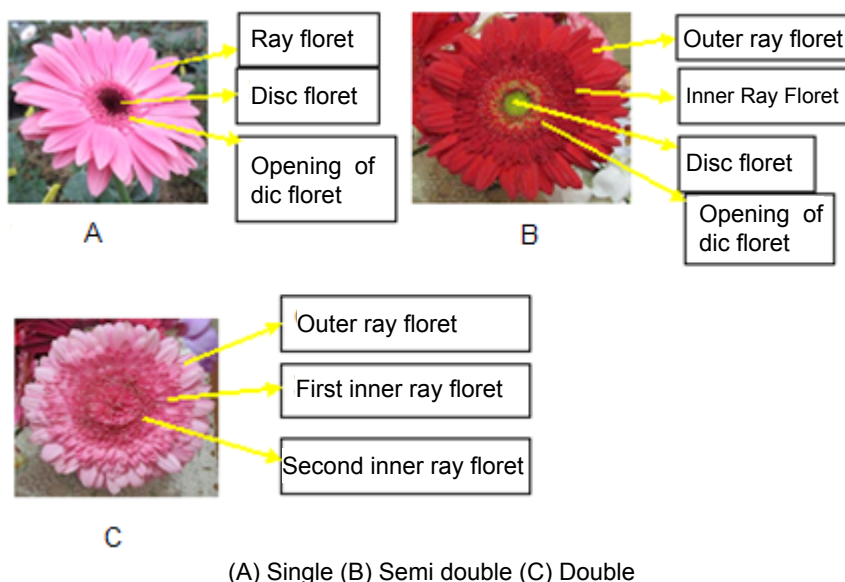 Ray floret
Disc floret
Opening of
dic floret
A
Outer ray floret
Inner Ray Floret
Disc floret
Opening of
dic floret
B
Outer ray floret
First inner ray floret
Second inner ray floret
C
(A) Single (B) Semi double (C) Double